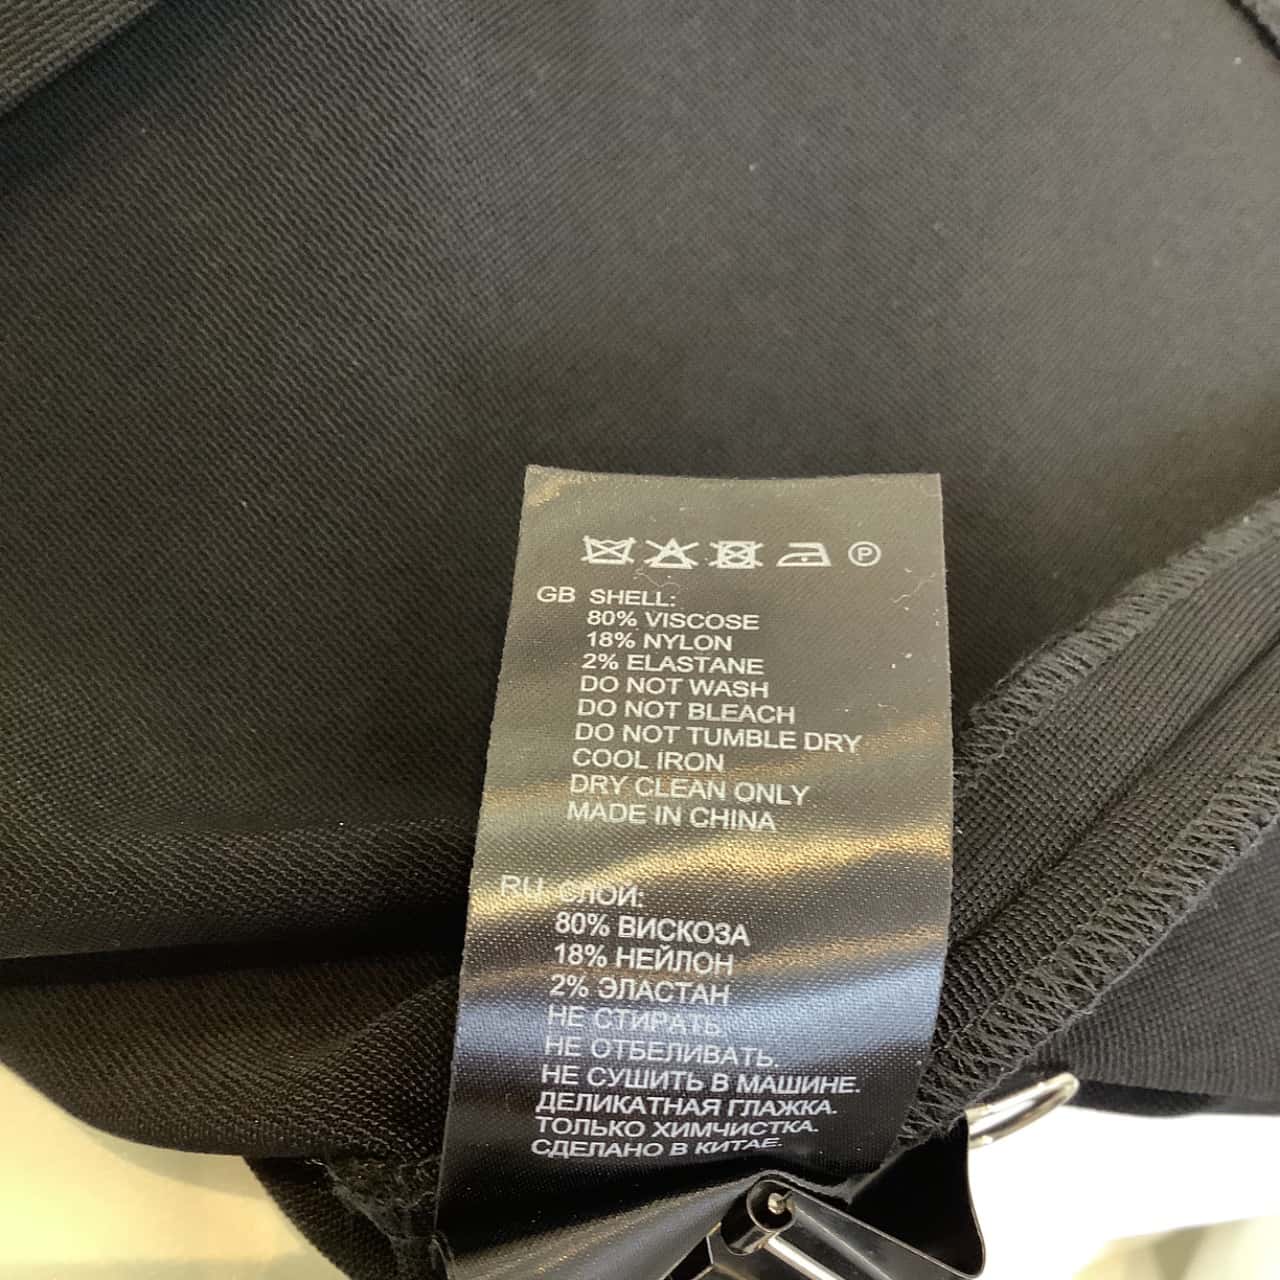 P
GB SHELL:
80% VISCOSE
18% NYLON
2% ELASTANE
DO NOT WASH
DO NOT BLEACH
DO NOT TUMBLE DRY
COOL IRON
DRY CLEAN ONLY
MADE IN CHINA
RU СЛОЙ:
80% ВИСКОЗА
18% НЕЙЛОН
2% ЭЛАСТАН
НЕ СТИРАТЬ.
НЕ ОТБЕЛИВАТЬ.
НЕ СУШИТЬ В МАШИНЕ.
ДЕЛИКАТНАЯ ГЛАЖКА.
ТОЛЬКО ХИМЧИСТКА.
СДЕЛАНО В КИТАЕ.